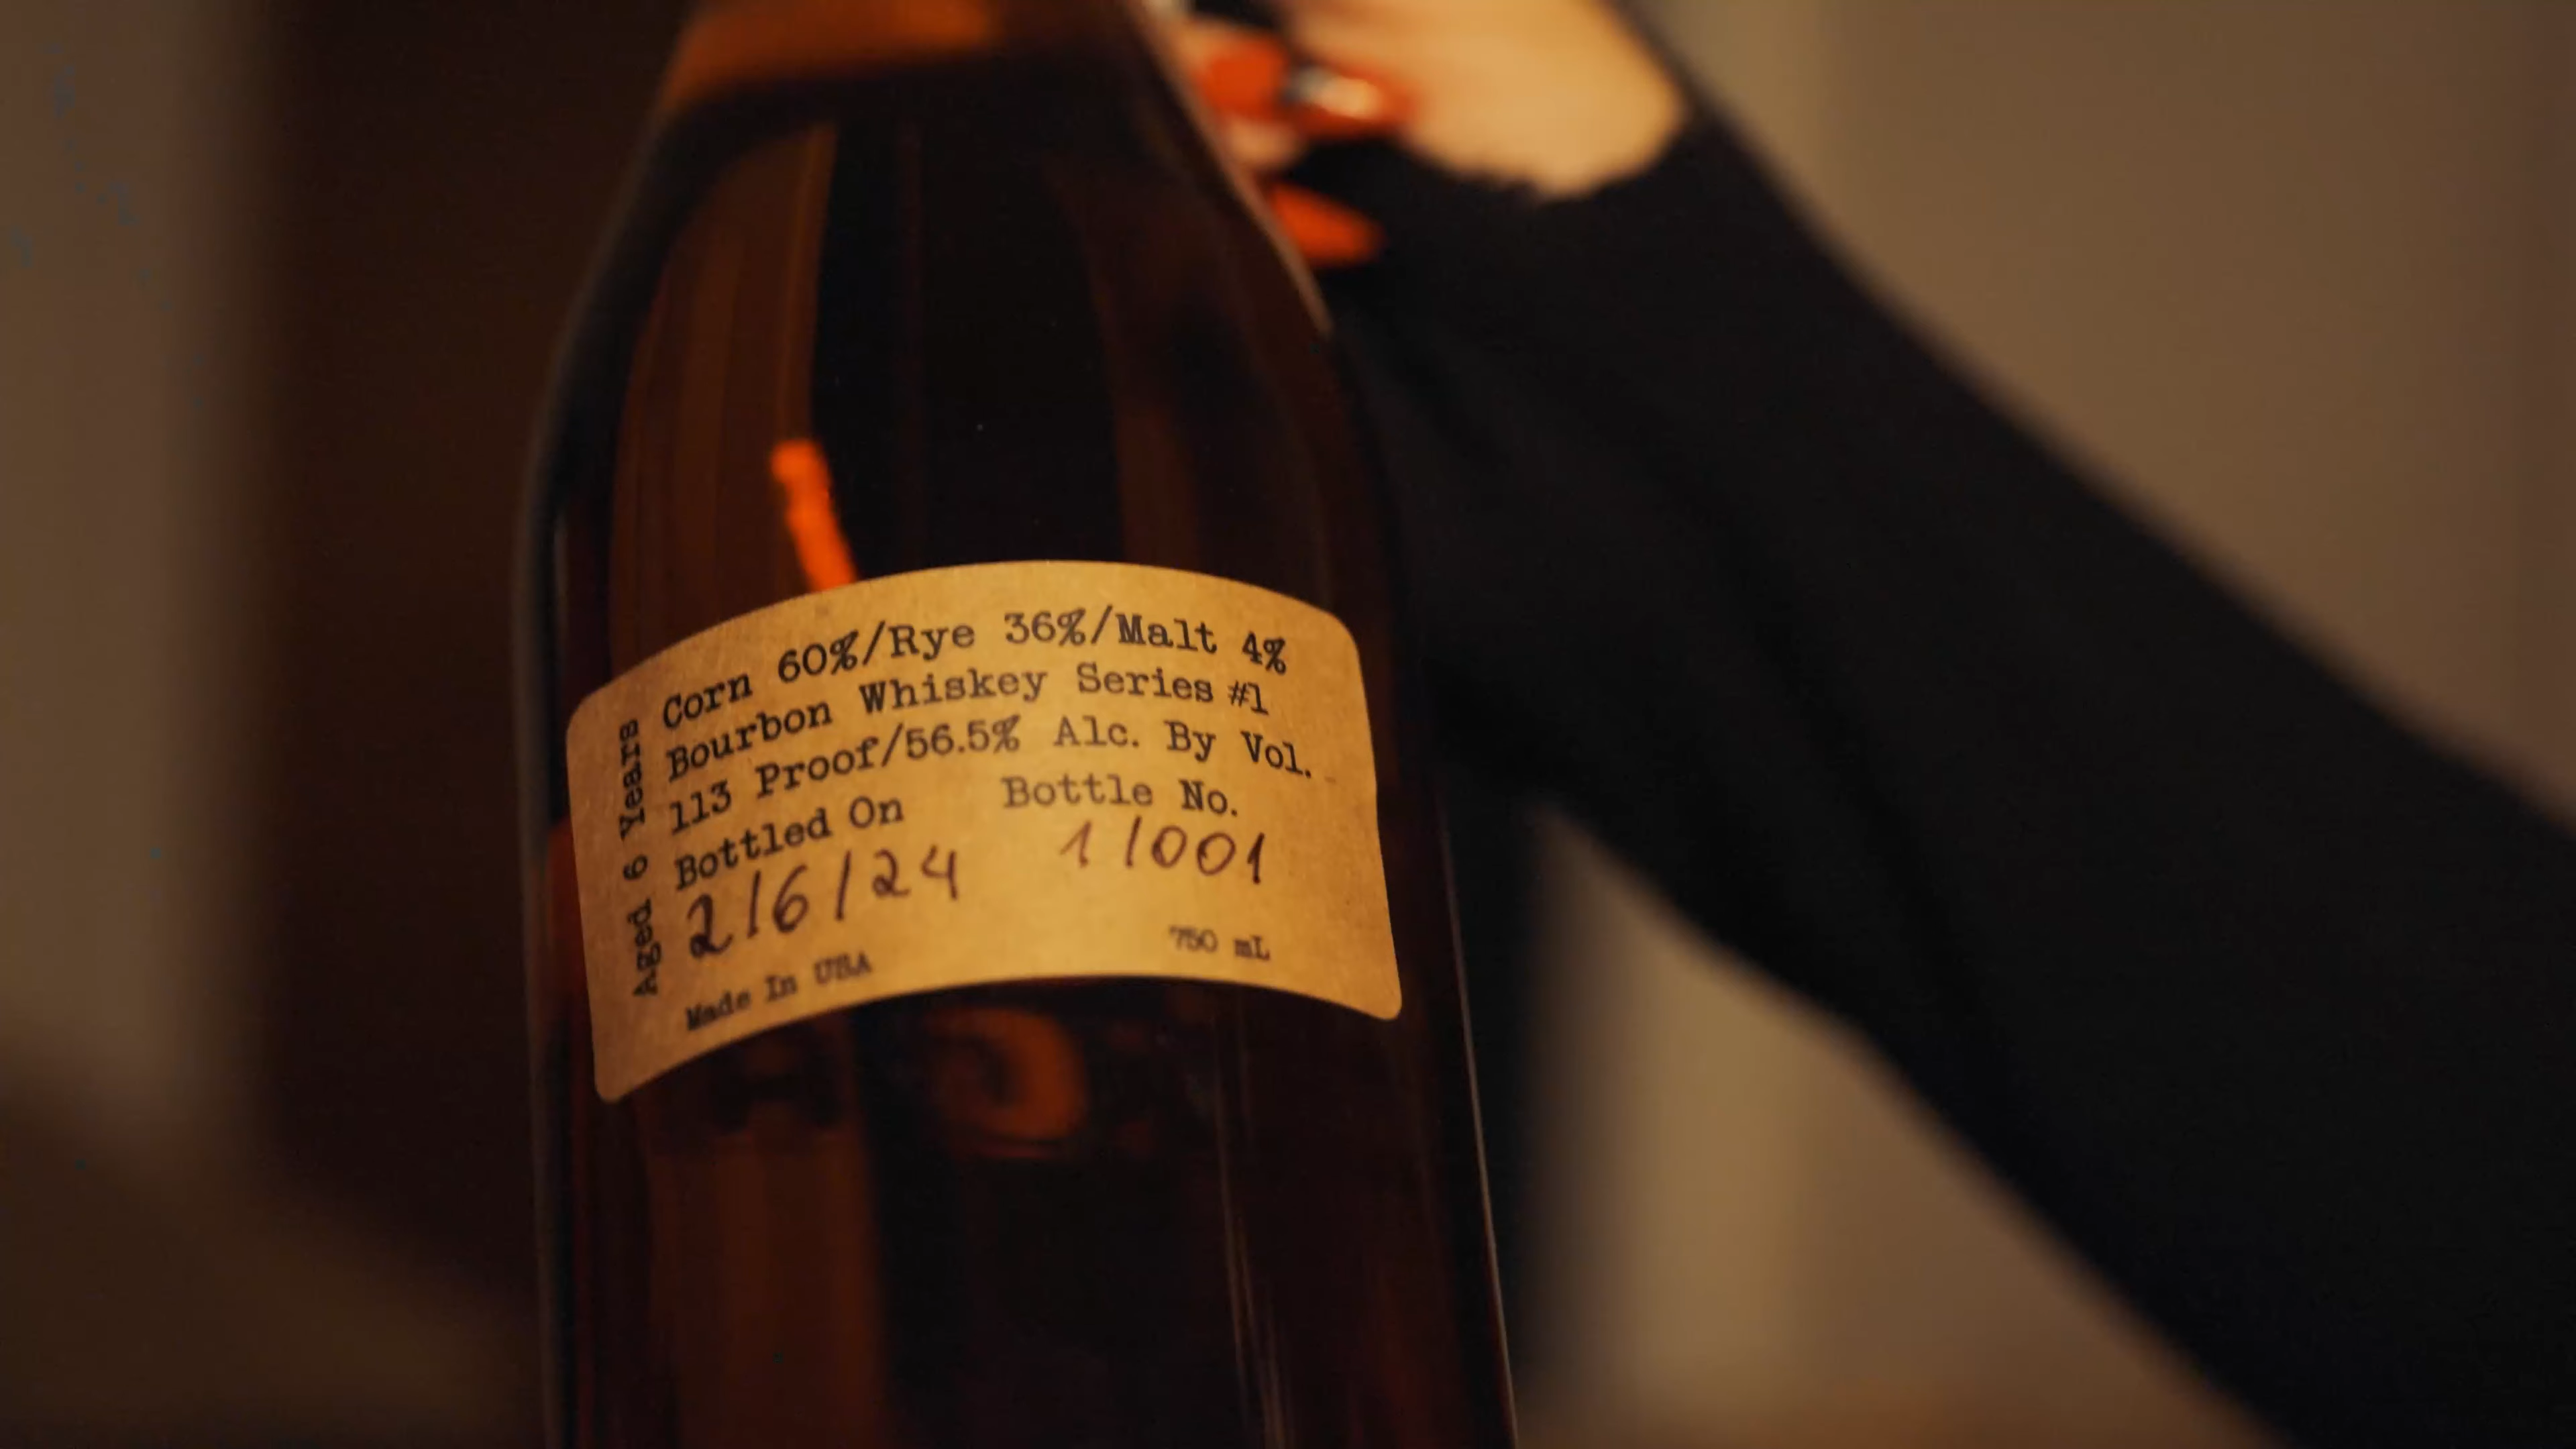 Corn 60%/Rye 36%/Malt 4%
Bourbon Whiskey Series #1
113 Proof/56.5% Alc. By Vol.
Bottled On Bottle No.
2/6/24 1/001
Made In USA 750 mL
Aged 6 Years